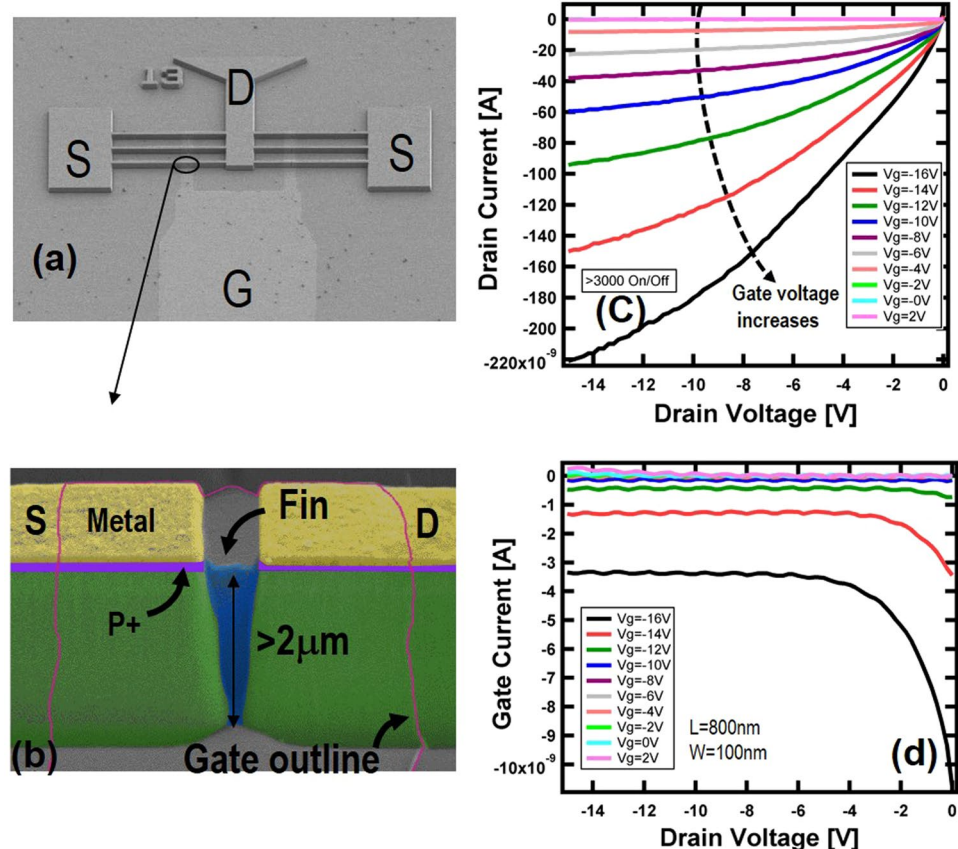 13
D
S
S
(a)
G
0
-20
-40
-60
-80
-100
-120
-140
-160
-180
-200
-220x10⁻⁹
Drain Current [A]
-14
-12
-10
-8
-6
-4
-2
0
Drain Voltage [V]
>3000 On/Off
(C)
Gate voltage
increases
Vg=-16V
Vg=-14V
Vg=-12V
Vg=-10V
Vg=-8V
Vg=-6V
Vg=-4V
Vg=-2V
Vg=-0V
Vg=2V
S
Metal
Fin
D
P+
>2μm
(b)
Gate outline
0
-1
-2
-3
-4
-5
-6
-7
-8
-9
-10x10⁻⁹
Gate Current [A]
Vg=-16V
Vg=-14V
Vg=-12V
Vg=-10V
Vg=-8V
Vg=-6V
Vg=-4V
Vg=-2V
Vg=0V
Vg=2V
L=800nm
W=100nm
(d)
-14
-12
-10
-8
-6
-4
-2
0
Drain Voltage [V]